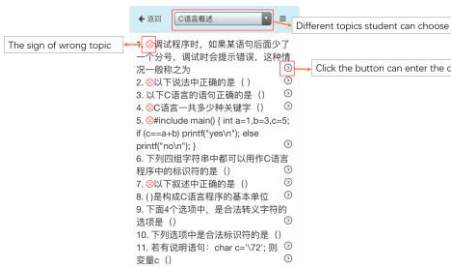 返回
C语言概述
Different topics student can choose
The sign of wrong topic
1. 调试程序时，如果某语句后面少了
一个分号，调试时会提示错误，这种情
况一般称之为
Click the button can enter the
2. 以下说法中正确的是（ ）
3. 以下C语言的语句正确的是（）
4. C语言一共多少种关键字（）
5. #include main() { int a=1,b=3,c=5;
if (c==a+b) printf("yes\n"); else
printf("no\n"); }
6. 下列四组字符串中都可以用作C语言
程序中的标识符的是（）
7. 以下叙述中正确的是（）
8. ( )是构成C语言程序的基本单位
9. 下面4个选项中，是合法转义字符的
选项是（）
10. 下列选项中是合法标识符的是（）
11. 若有说明语句：char c='\72'; 则
变量c（）